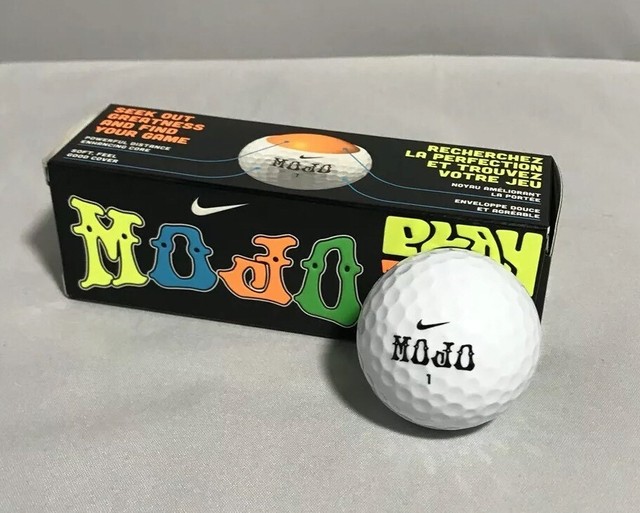 SEEK OUT
GREATNESS
AND FIND
YOUR GAME
POWERFUL DISTANCE
ENHANCING CORE
SOFT, FEEL
GOOD COVER
MOJO
1
RECHERCHEZ
LA PERFECTION
ET TROUVEZ
VOTRE JEU
NOYAU AMÉLIORANT
LA PORTÉE
ENVELOPPE DOUCE
ET AGRÉABLE
MOJO
PLAY
MOJO
1